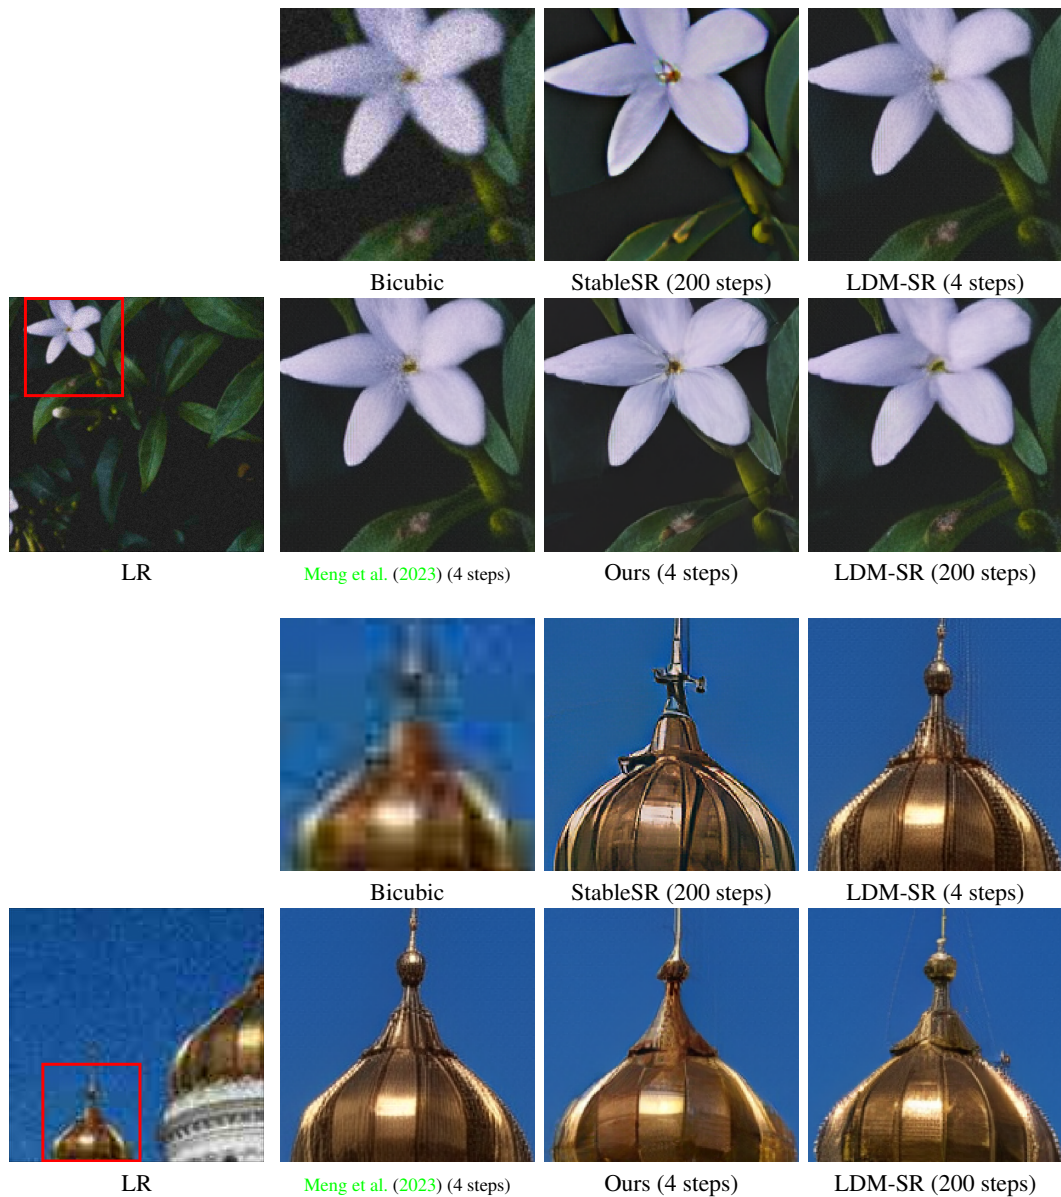 Bicubic
StableSR (200 steps)
LDM-SR (4 steps)
LR
Meng et al. (2023) (4 steps)
Ours (4 steps)
LDM-SR (200 steps)
Bicubic
StableSR (200 steps)
LDM-SR (4 steps)
LR
Meng et al. (2023) (4 steps)
Ours (4 steps)
LDM-SR (200 steps)